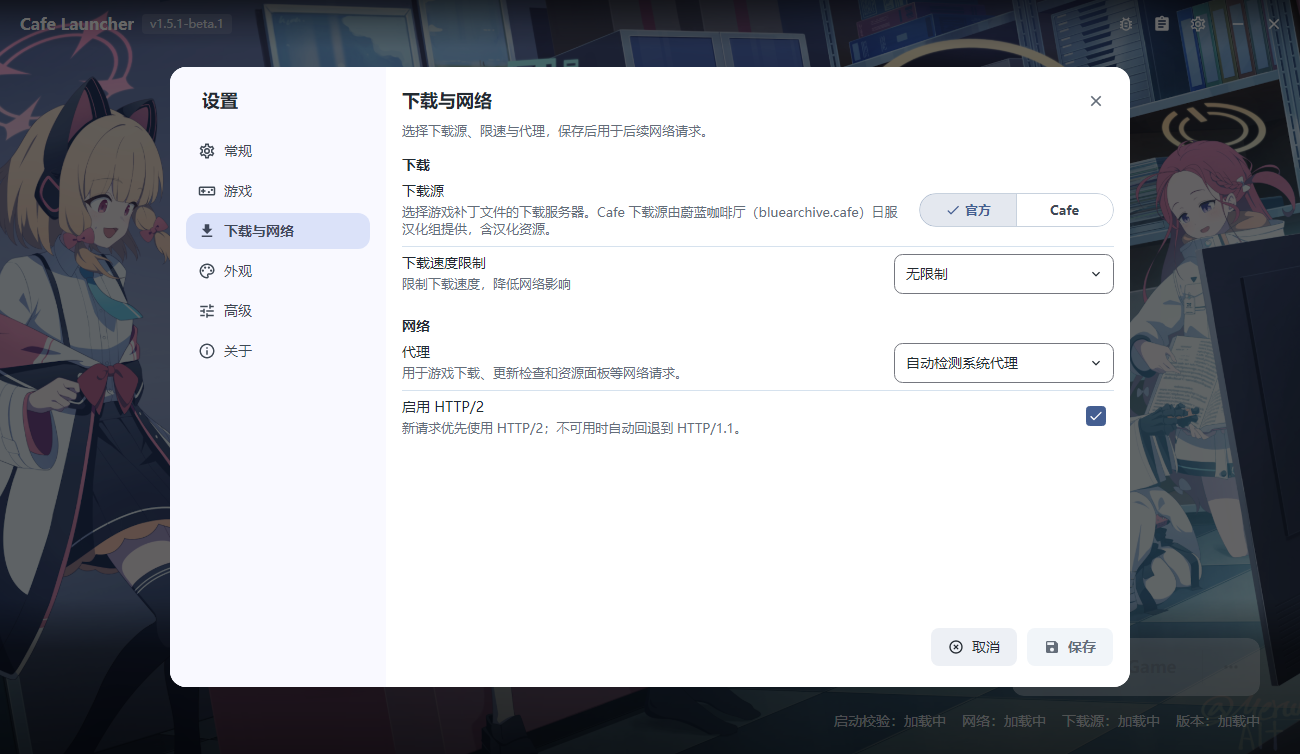 Cafe Launcher v1.5.1-beta.1
设置
常规
游戏
下载与网络
外观
高级
关于
下载与网络
选择下载源、限速与代理，保存后用于后续网络请求。
下载
下载源
选择游戏补丁文件的下载服务器。Cafe 下载源由蔚蓝咖啡厅（bluearchive.cafe）日服
汉化组提供，含汉化资源。
官方
Cafe
下载速度限制
限制下载速度，降低网络影响
无限制
网络
代理
用于游戏下载、更新检查和资源面板等网络请求。
自动检测系统代理
启用 HTTP/2
新请求优先使用 HTTP/2；不可用时自动回退到 HTTP/1.1。
取消
保存
Game
启动校验：加载中 网络：加载中 下载源：加载中 版本：加载中